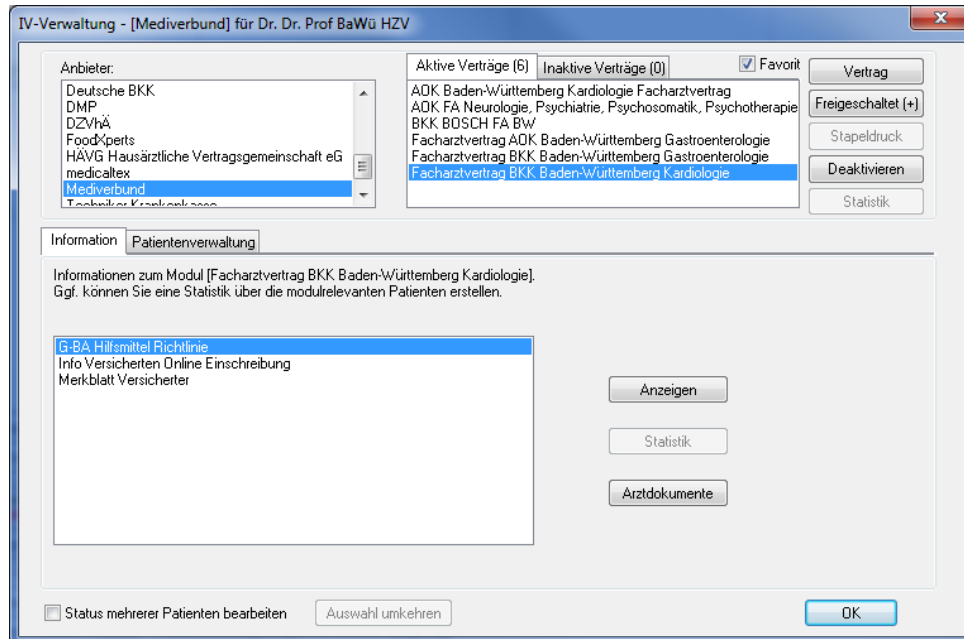 IV-Verwaltung - [Mediverbund] für Dr. Dr. Prof BaWü HZV
Anbieter:
Deutsche BKK
DMP
DZVhÄ
FoodXperts
HÄVG Hausärztliche Vertragsgemeinschaft eG
medicaltex
Mediverbund
Techniker Krankenkasse
Aktive Verträge (6)
Inaktive Verträge (0)
Favorit
AOK Baden-Württemberg Kardiologie Facharztvertrag
AOK FA Neurologie, Psychiatrie, Psychosomatik, Psychotherapie
BKK BOSCH FA BW
Facharztvertrag AOK Baden-Württemberg Gastroenterologie
Facharztvertrag BKK Baden-Württemberg Gastroenterologie
Facharztvertrag BKK Baden-Württemberg Kardiologie
Vertrag
Freigeschaltet (+)
Stapeldruck
Deaktivieren
Statistik
Information
Patientenverwaltung
Informationen zum Modul [Facharztvertrag BKK Baden-Württemberg Kardiologie].
Ggf. können Sie eine Statistik über die modulrelevanten Patienten erstellen.
G-BA Hilfsmittel Richtlinie
Info Versicherten Online Einschreibung
Merkblatt Versicherter
Anzeigen
Statistik
Arztdokumente
Status mehrerer Patienten bearbeiten
Auswahl umkehren
OK